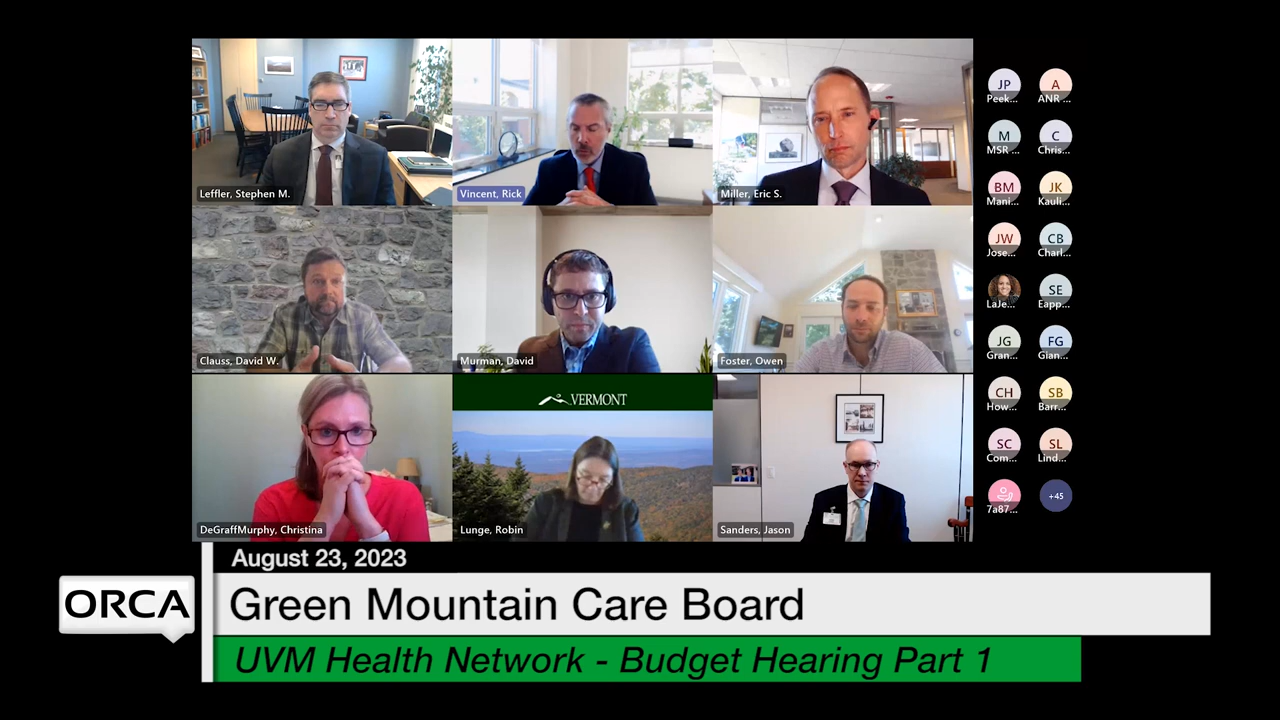 Leffler, Stephen M.
Vincent, Rick
Miller, Eric S.
Clauss, David W.
Murman, David
Foster, Owen
DeGraffMurphy, Christina
VERMONT
Lunge, Robin
Sanders, Jason
JP A
Peek... ANR ...
M C
MSR ... Chris...
BM JK
Mani... Kauli...
JW CB
Jose... Charl...
SE
LaJe... Eapp...
JG FG
Gran... Gian...
CH SB
How... Barr...
SC SL
Com... Lind...
+45
7a87...
August 23, 2023
ORCA
Green Mountain Care Board
UVM Health Network - Budget Hearing Part 1